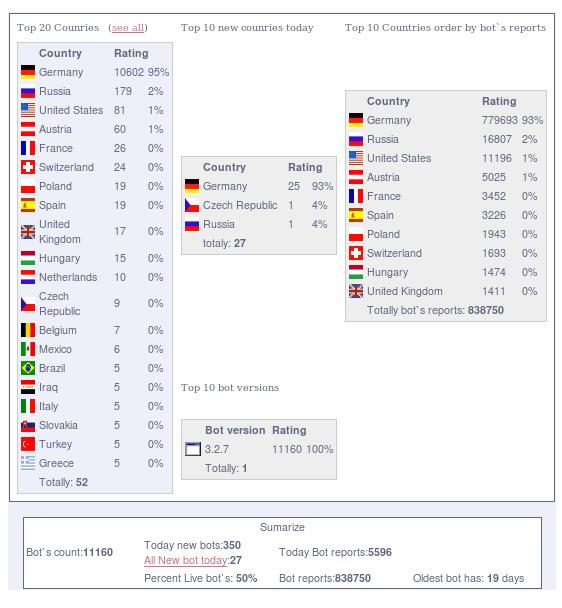 Top 20 Counries (see all)
Country Rating
Germany 10602 95%
Russia 179 2%
United States 81 1%
Austria 60 1%
France 26 0%
Switzerland 24 0%
Poland 19 0%
Spain 19 0%
United Kingdom 17 0%
Hungary 15 0%
Netherlands 10 0%
Czech Republic 9 0%
Belgium 7 0%
Mexico 6 0%
Brazil 5 0%
Iraq 5 0%
Italy 5 0%
Slovakia 5 0%
Turkey 5 0%
Greece 5 0%
Totally: 52
Top 10 new counries today
Country Rating
Germany 25 93%
Czech Republic 1 4%
Russia 1 4%
totaly: 27
Top 10 bot versions
Bot version Rating
3.2.7 11160 100%
Totally: 1
Top 10 Countries order by bot`s reports
Country Rating
Germany 779693 93%
Russia 16807 2%
United States 11196 1%
Austria 5025 1%
France 3452 0%
Spain 3226 0%
Poland 1943 0%
Switzerland 1693 0%
Hungary 1474 0%
United Kingdom 1411 0%
Totally bot`s reports: 838750
Sumarize
Bot`s count:11160
Today new bots:350
All New bot today:27
Today Bot reports:5596
Percent Live bot`s: 50% Bot reports:838750 Oldest bot has: 19 days